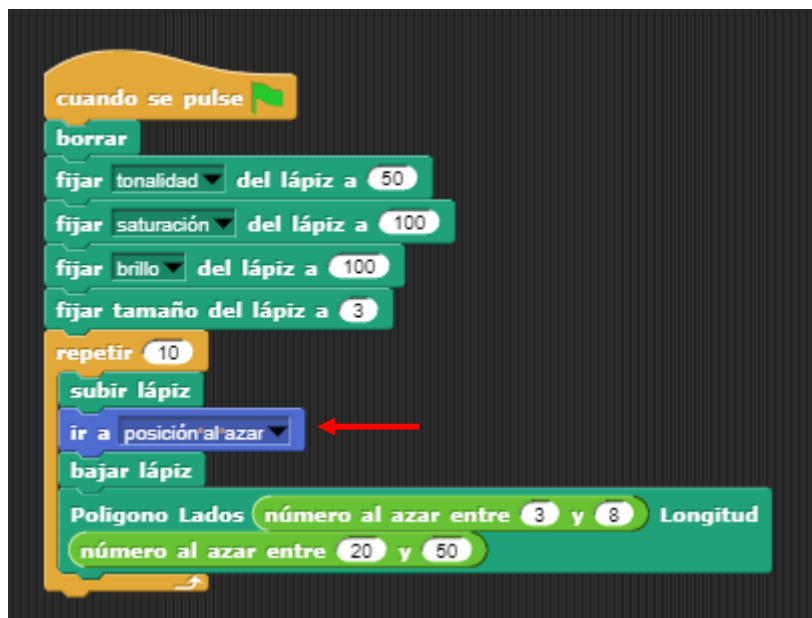 cuando se pulse
borrar
fijar tonalidad del lápiz a 50
fijar saturación del lápiz a 100
fijar brillo del lápiz a 100
fijar tamaño del lápiz a 3
repetir 10
subir lápiz
ir a posición al azar
bajar lápiz
Poligono Lados número al azar entre 3 y 8 Longitud
número al azar entre 20 y 50